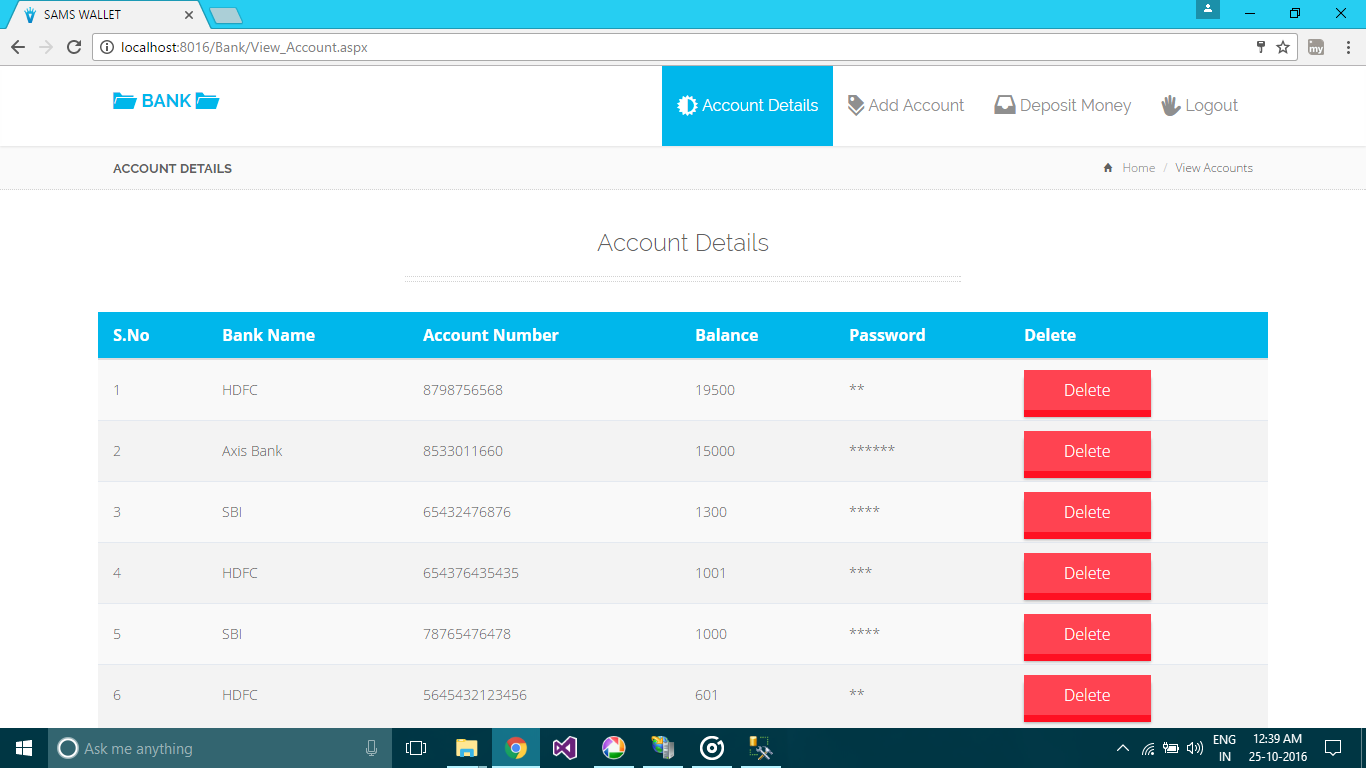 SAMS WALLET
localhost:8016/Bank/View_Account.aspx
my
BANK
Account Details
Add Account
Deposit Money
Logout
ACCOUNT DETAILS
Home / View Accounts
Account Details
S.No Bank Name Account Number Balance Password Delete
1 HDFC 8798756568 19500 ** Delete
2 Axis Bank 8533011660 15000 ****** Delete
3 SBI 65432476876 1300 **** Delete
4 HDFC 654376435435 1001 *** Delete
5 SBI 78765476478 1000 **** Delete
6 HDFC 5645432123456 601 ** Delete
Ask me anything
ENG
IN
12:39 AM
25-10-2016